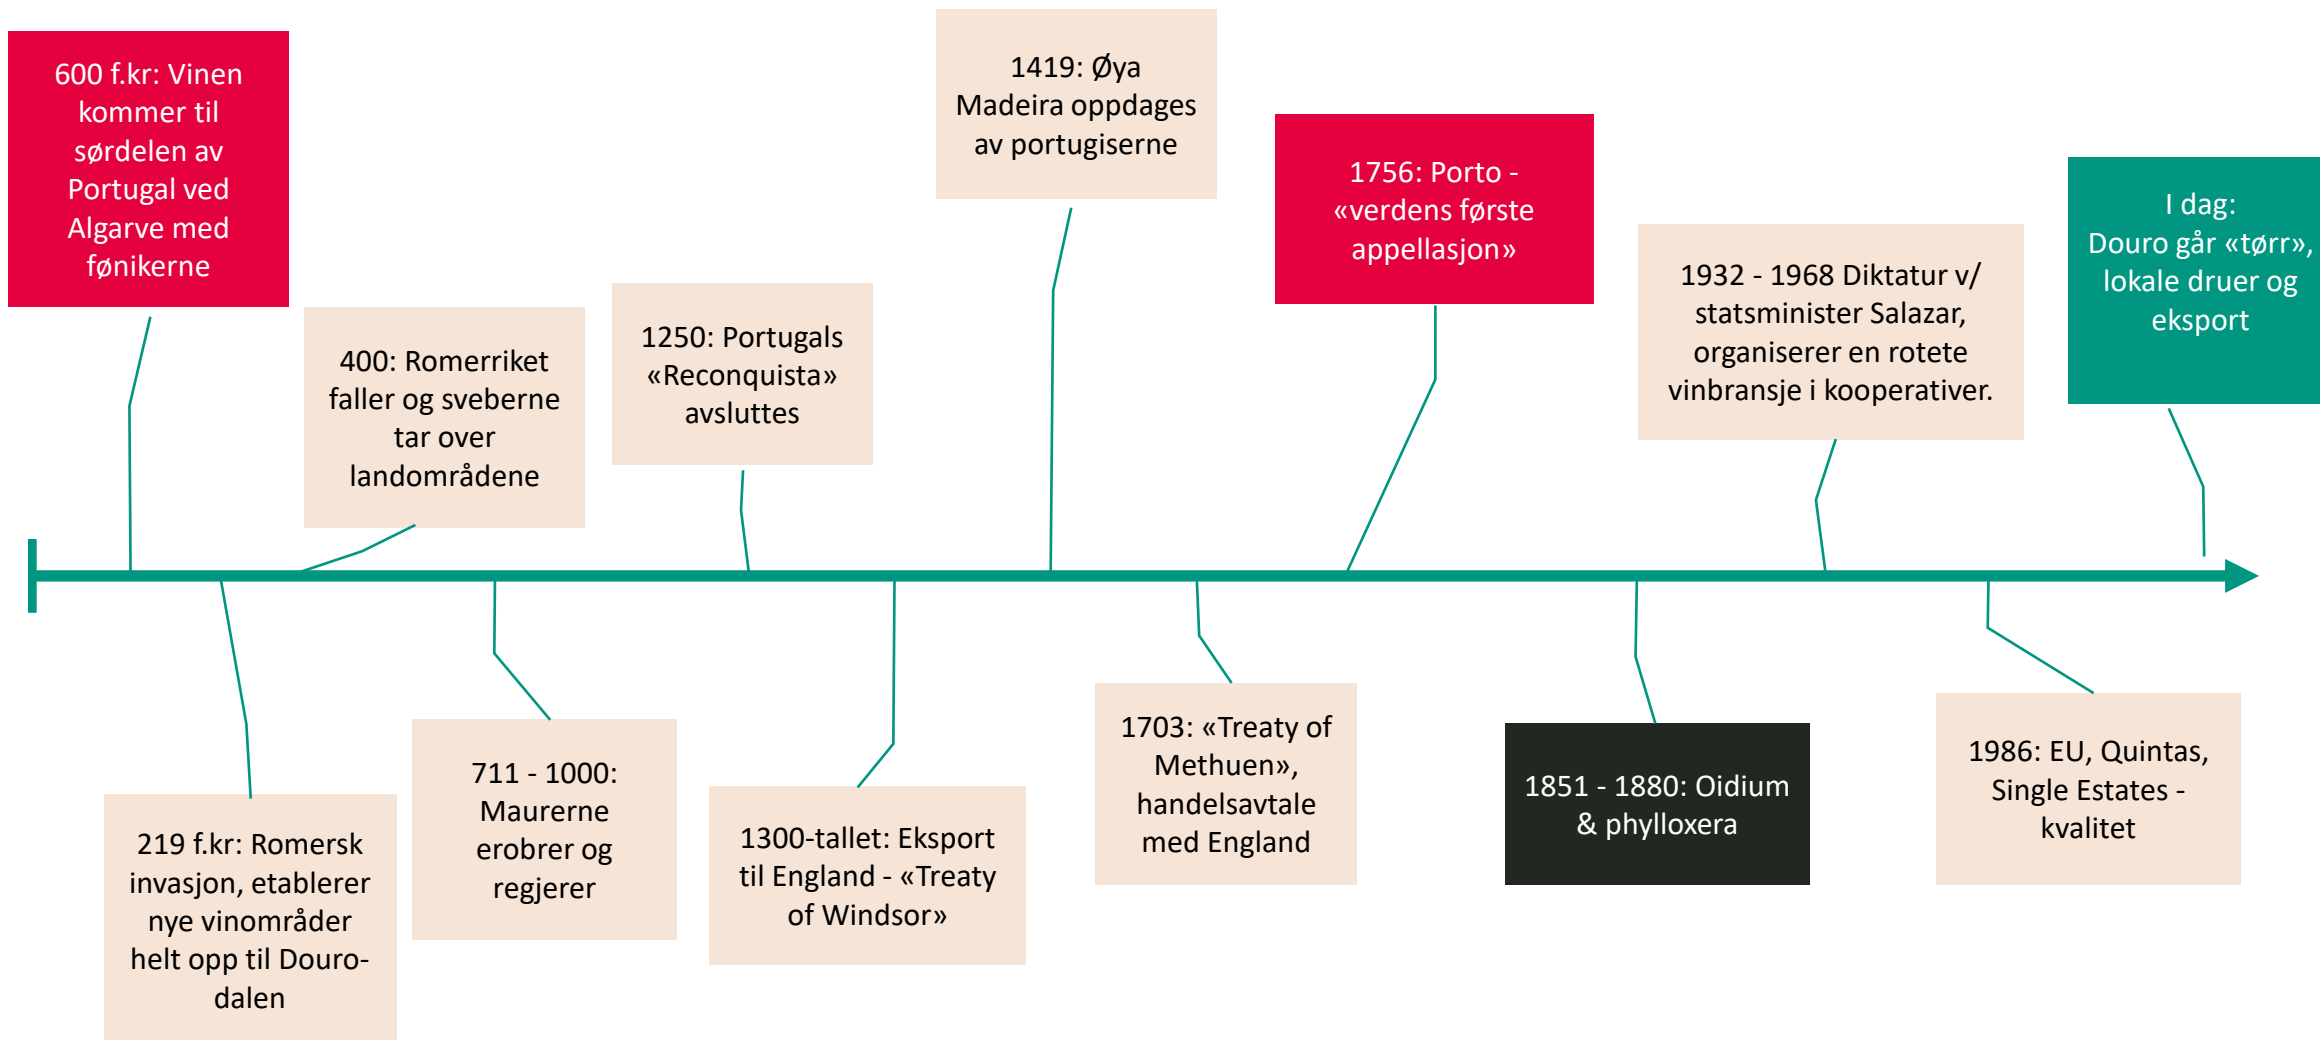 600 f.kr: Vinen
kommer til
sørdelen av
Portugal ved
Algarve med
fønikerne
219 f.kr: Romersk
invasjon, etablerer
nye vinområder
helt opp til Douro-
dalen
400: Romerriket
faller og sveberne
tar over
landområdene
711 - 1000:
Maurerne
erobrer og
regjerer
1250: Portugals
«Reconquista»
avsluttes
1300-tallet: Eksport
til England - «Treaty
of Windsor»
1419: Øya
Madeira oppdages
av portugiserne
1703: «Treaty of
Methuen»,
handelsavtale
med England
1756: Porto -
«verdens første
appellasjon»
1851 - 1880: Oidium
& phylloxera
1932 - 1968 Diktatur v/
statsminister Salazar,
organiserer en rotete
vinbransje i kooperativer.
1986: EU, Quintas,
Single Estates -
kvalitet
I dag:
Douro går «tørr»,
lokale druer og
eksport